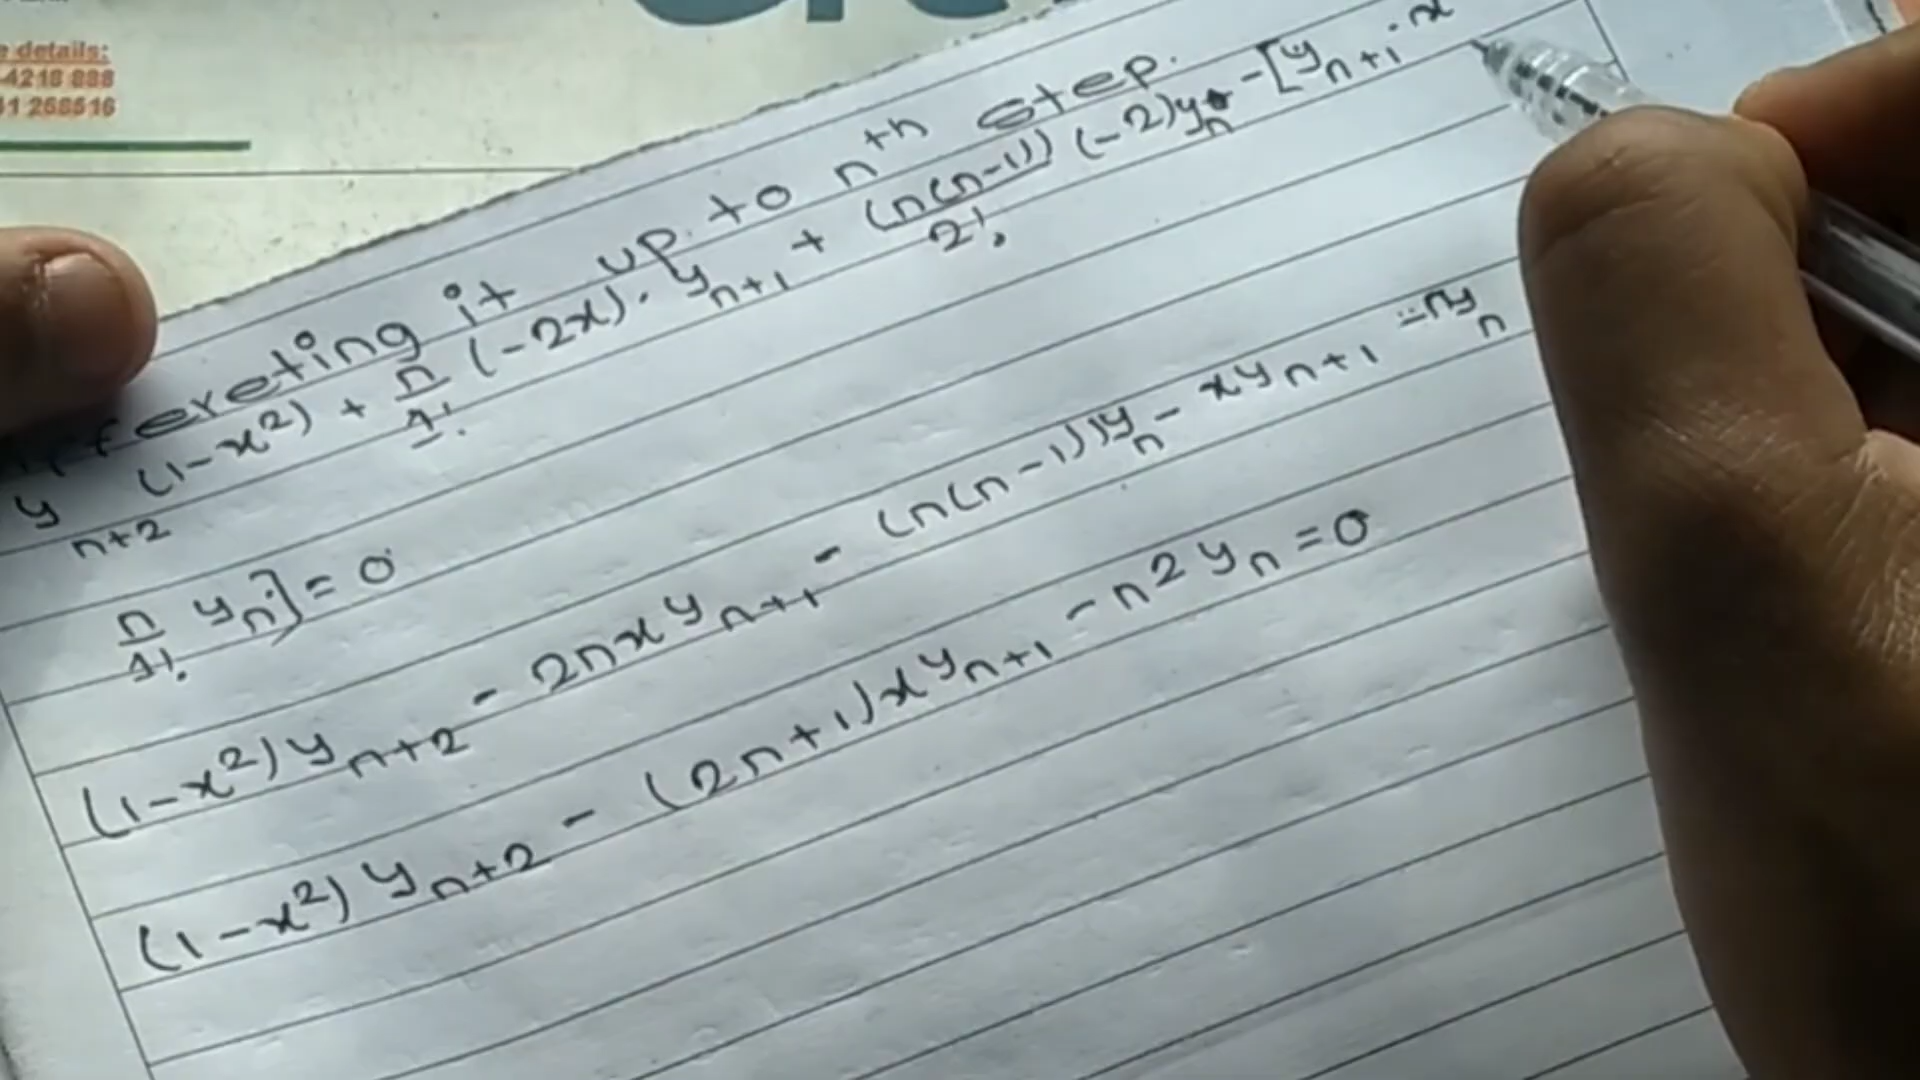 details:
4218 888
41 268516
differeting it up to nth step.
y_{n+2} (1-x²) + n/1! (-2x). y_{n+1} + (n(n-1))/2! (-2)y_n - [y_{n+1}.x
n/1! y_n.] = 0
(1-x²)y_{n+2} - 2nxy_{n+1} - (n(n-1))y_n - xy_{n+1} - ny_n
(1-x²) y_{n+2} - (2n+1)xy_{n+1} - n²y_n = 0